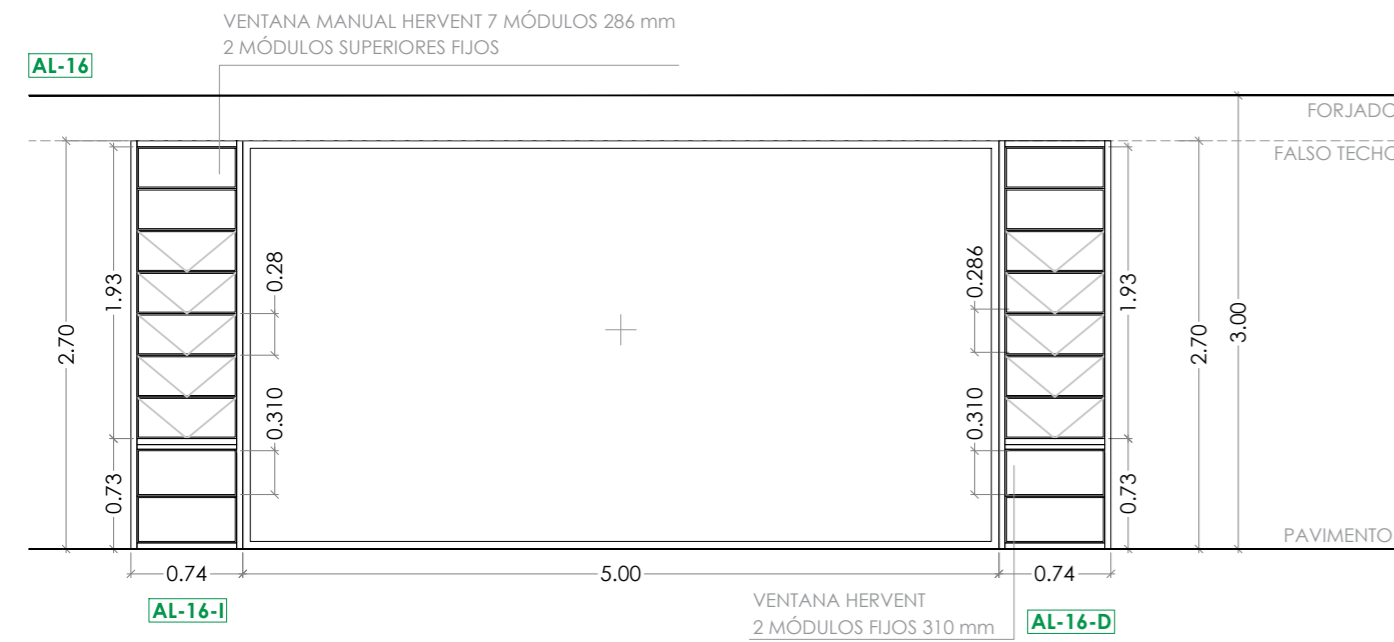 VENTANA MANUAL HERVENT 7 MÓDULOS 286 mm
2 MÓDULOS SUPERIORES FIJOS
AL-16
FORJADO
FALSO TECHO
2.70
1.93
0.73
0.28
0.310
0.286
0.310
1.93
0.73
2.70
3.00
PAVIMENTO
0.74
5.00
0.74
AL-16-I
VENTANA HERVENT
2 MÓDULOS FIJOS 310 mm
AL-16-D